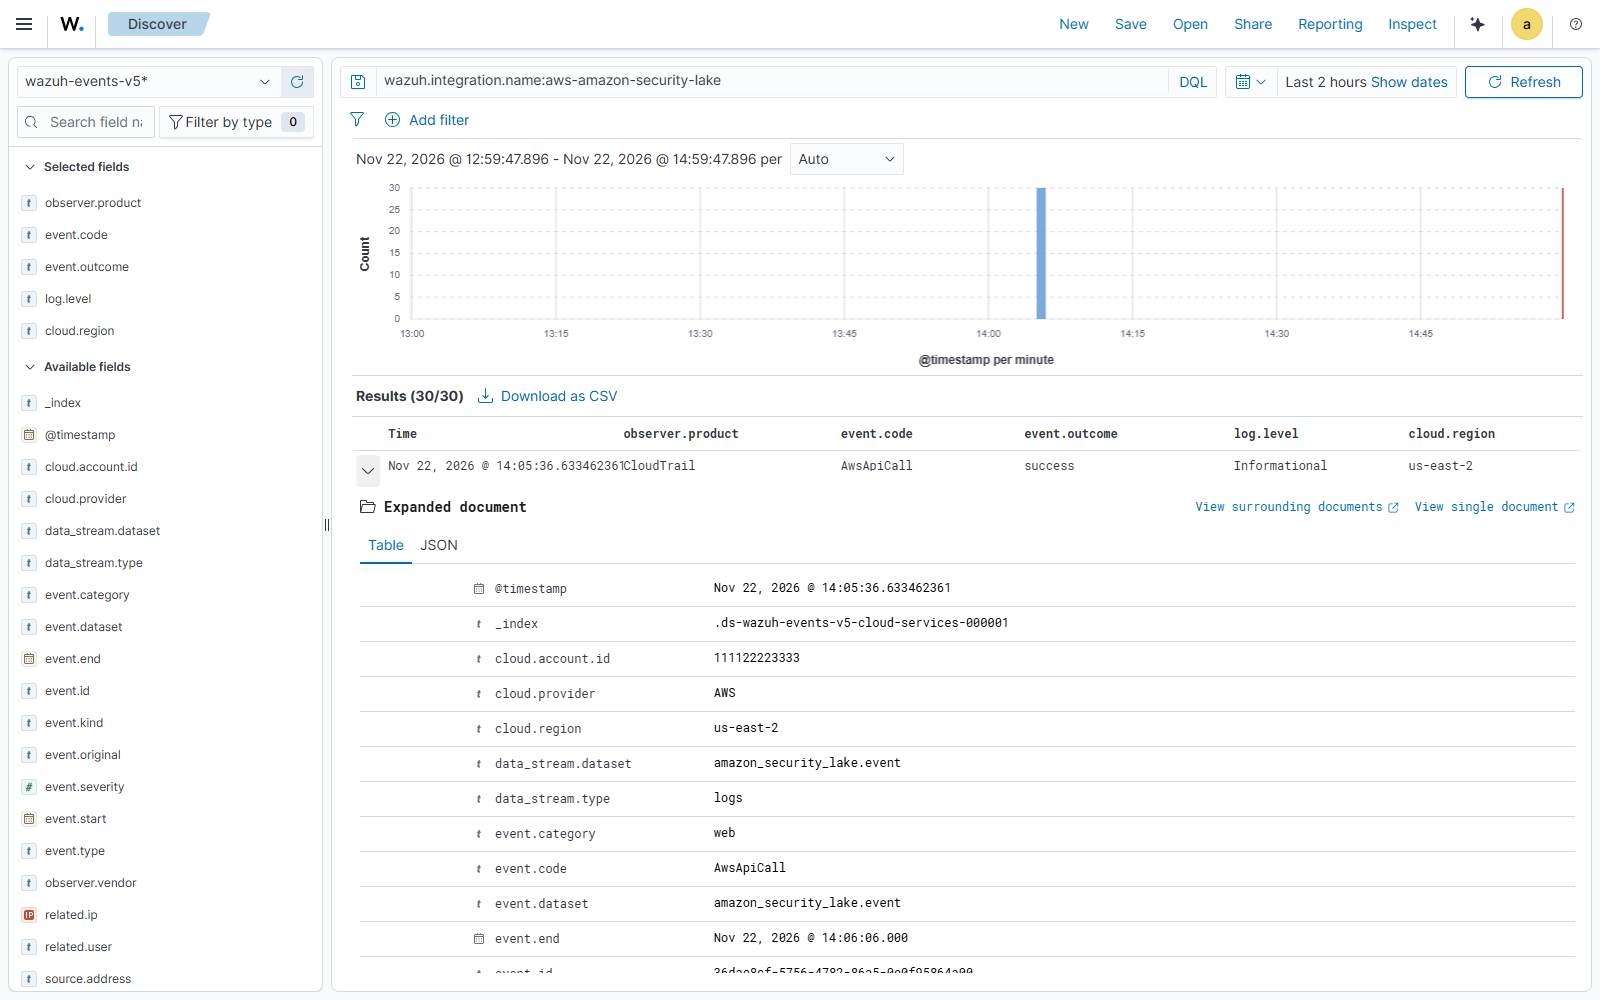 W.
Discover
New
Save
Open
Share
Reporting
Inspect
a
wazuh-events-v5*
Search field
Filter by type 0
Selected fields
t observer.product
t event.code
t event.outcome
t log.level
t cloud.region
Available fields
t _index
@timestamp
t cloud.account.id
t cloud.provider
t data_stream.dataset
t data_stream.type
t event.category
t event.dataset
event.end
t event.id
t event.kind
t event.original
# event.severity
event.start
t event.type
t observer.vendor
IP related.ip
t related.user
t source.address
wazuh.integration.name:aws-amazon-security-lake
DQL
Last 2 hours Show dates
Refresh
Add filter
Nov 22, 2026 @ 12:59:47.896 - Nov 22, 2026 @ 14:59:47.896 per Auto
Count
30
25
20
15
10
5
0
13:00 13:15 13:30 13:45 14:00 14:15 14:30 14:45
@timestamp per minute
Results (30/30) Download as CSV
Time observer.product event.code event.outcome log.level cloud.region
Nov 22, 2026 @ 14:05:36.633462361 CloudTrail AwsApiCall success Informational us-east-2
Expanded document View surrounding documents View single document
Table JSON
@timestamp Nov 22, 2026 @ 14:05:36.633462361
t _index .ds-wazuh-events-v5-cloud-services-000001
t cloud.account.id 111122223333
t cloud.provider AWS
t cloud.region us-east-2
t data_stream.dataset amazon_security_lake.event
t data_stream.type logs
t event.category web
t event.code AwsApiCall
t event.dataset amazon_security_lake.event
event.end Nov 22, 2026 @ 14:06:06.000
t event.id